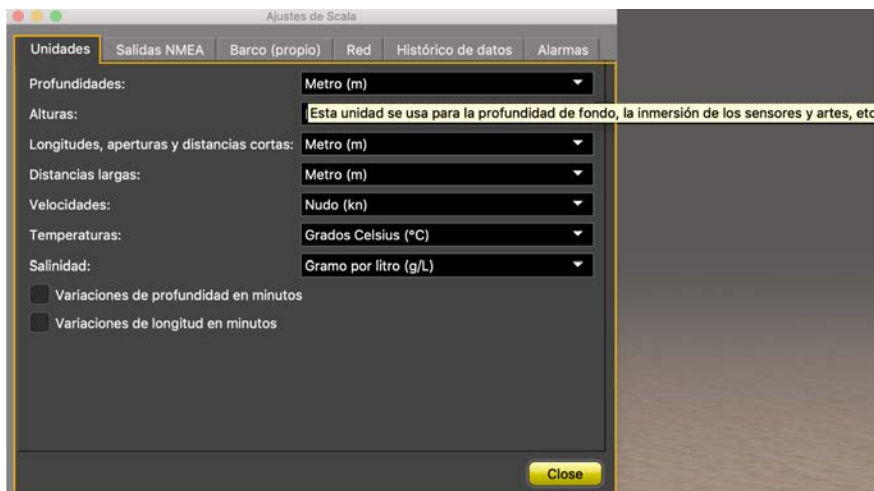 Ajustes de Scala
Unidades Salidas NMEA Barco (propio) Red Histórico de datos Alarmas
Profundidades: Metro (m)
Alturas:
Esta unidad se usa para la profundidad de fondo, la inmersión de los sensores y artes, etc
Longitudes, aperturas y distancias cortas: Metro (m)
Distancias largas: Metro (m)
Velocidades: Nudo (kn)
Temperaturas: Grados Celsius (°C)
Salinidad: Gramo por litro (g/L)
Variaciones de profundidad en minutos
Variaciones de longitud en minutos
Close